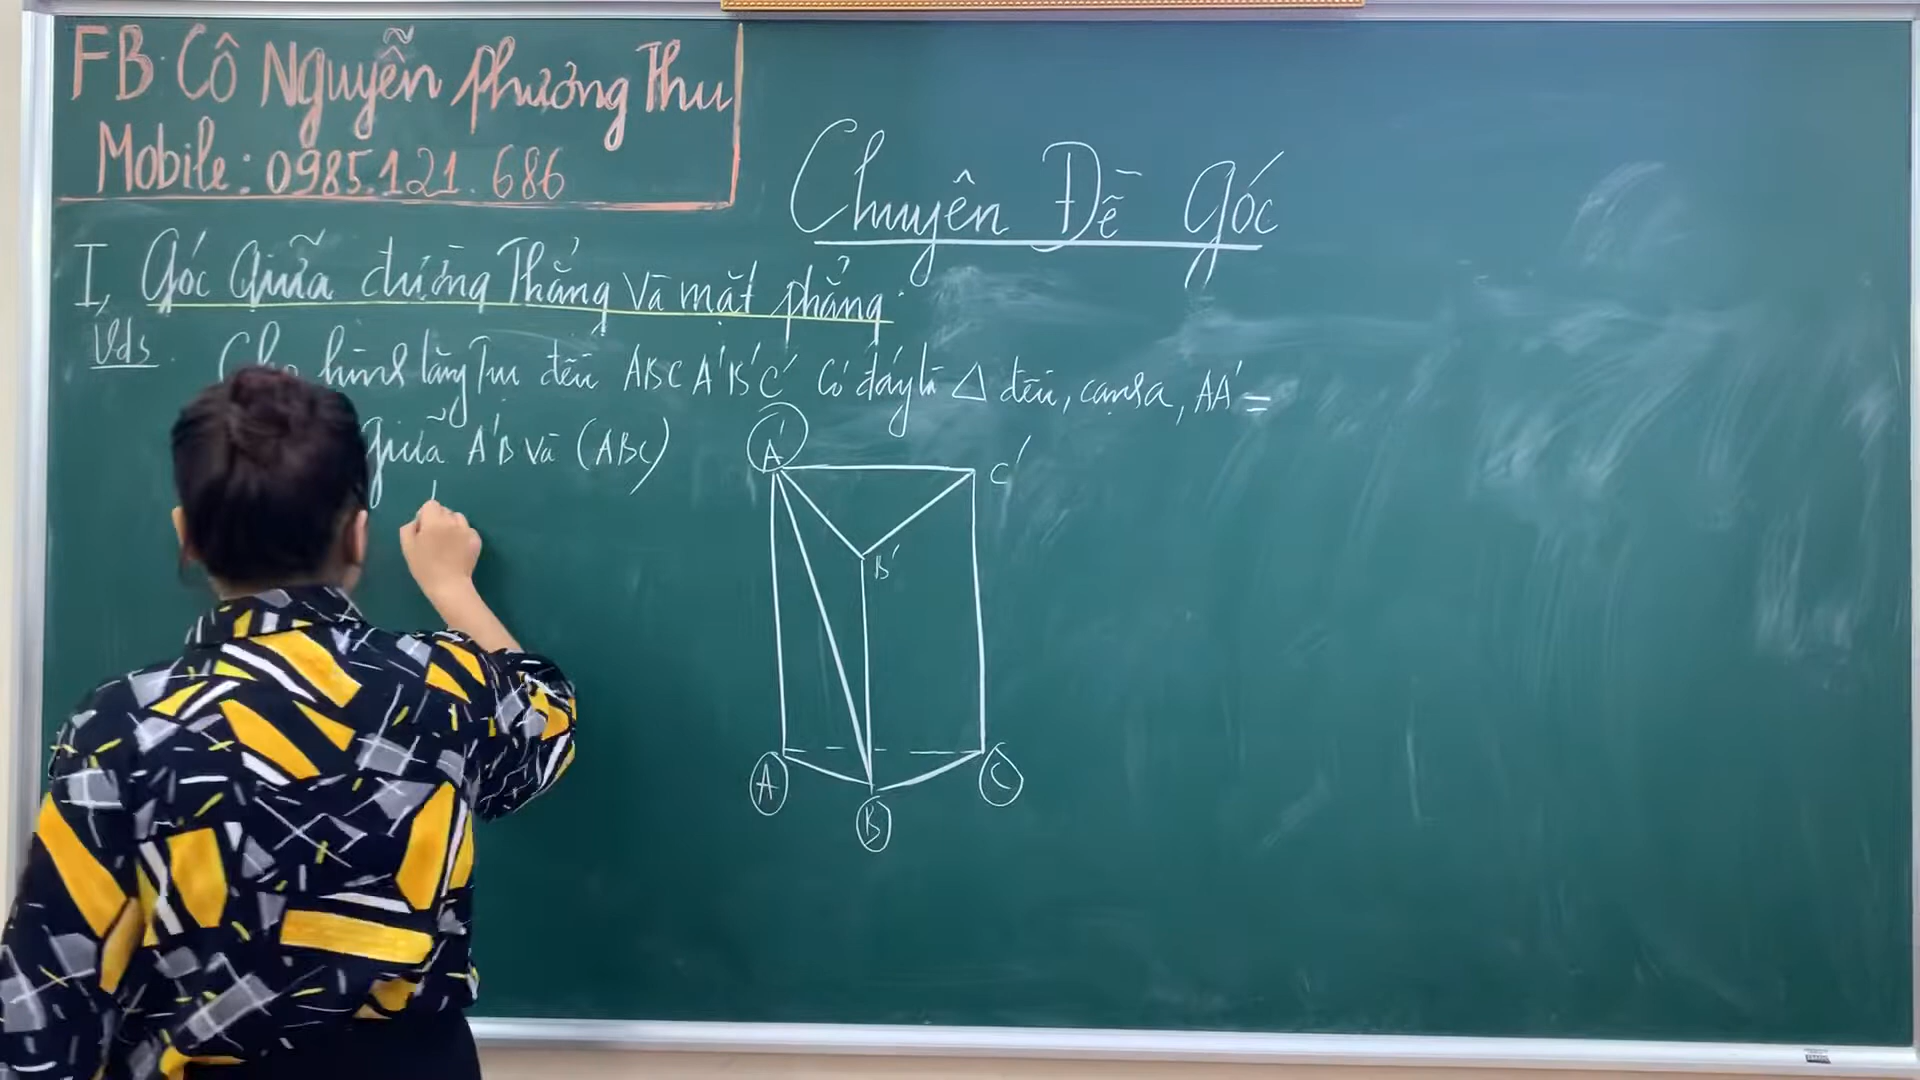 FB: Cô Nguyễn Phương Thu
Mobile: 0985.121.686
Chuyên Đề Góc
I, Góc Giữa đường Thẳng và mặt phẳng.
hình lăng Trụ đều ABC A'B'C' Có đáy là Δ đều, cạnh a, AA' =
giữa A'B và (ABC)
A' C'
B'
A C
B